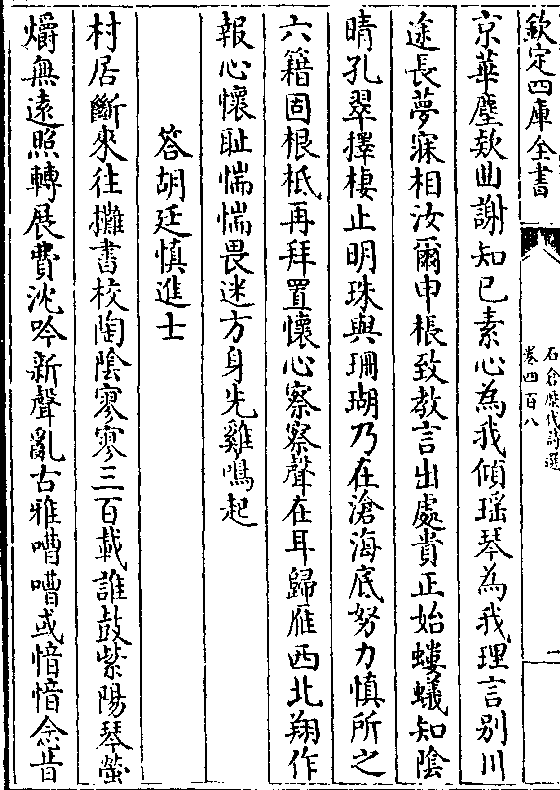 欽定四庫全書
石倉歷代詩選
卷四百八
二
京華塵欵曲謝知已素心為我傾瑶琴為我理言别川
途長夢寐相汝爾申棖致教言出處貴正始螻蟻知陰
晴孔翠擇棲止明珠與珊瑚乃在滄海底努力慎所之
六籍固根柢再拜置懷心察察聲在耳歸雁西北翔作
報心懷耻惴惴畏迷方身先雞鳴起
答胡廷慎進士
村居斷來往攤書校陶陰寥寥三百載誰鼓紫陽琴螢
爝無遠照轉展費沈吟新聲亂古雅嘈嘈或愔愔念昔